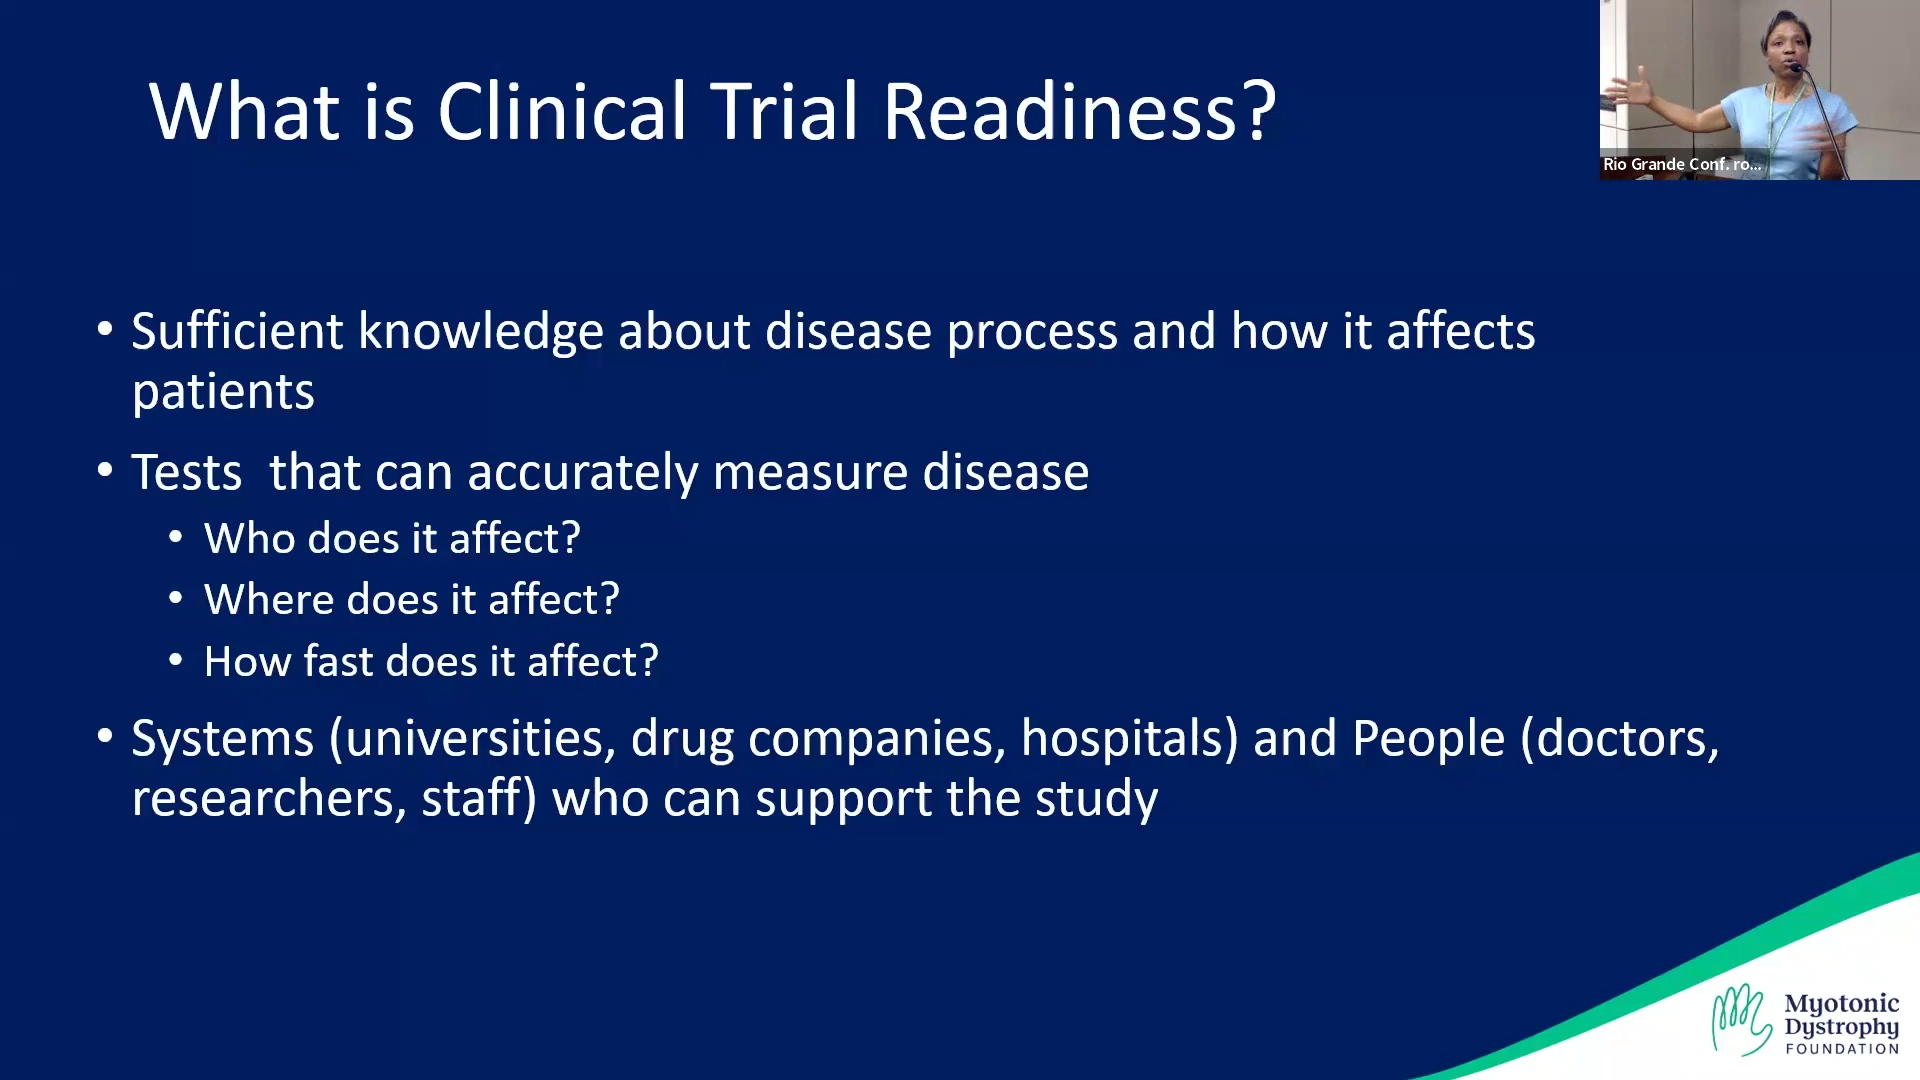 What is Clinical Trial Readiness?
Rio Grande Conf. ro...
• Sufficient knowledge about disease process and how it affects
patients
• Tests  that can accurately measure disease
• Who does it affect?
• Where does it affect?
• How fast does it affect?
• Systems (universities, drug companies, hospitals) and People (doctors,
researchers, staff) who can support the study
Myotonic
Dystrophy
FOUNDATION